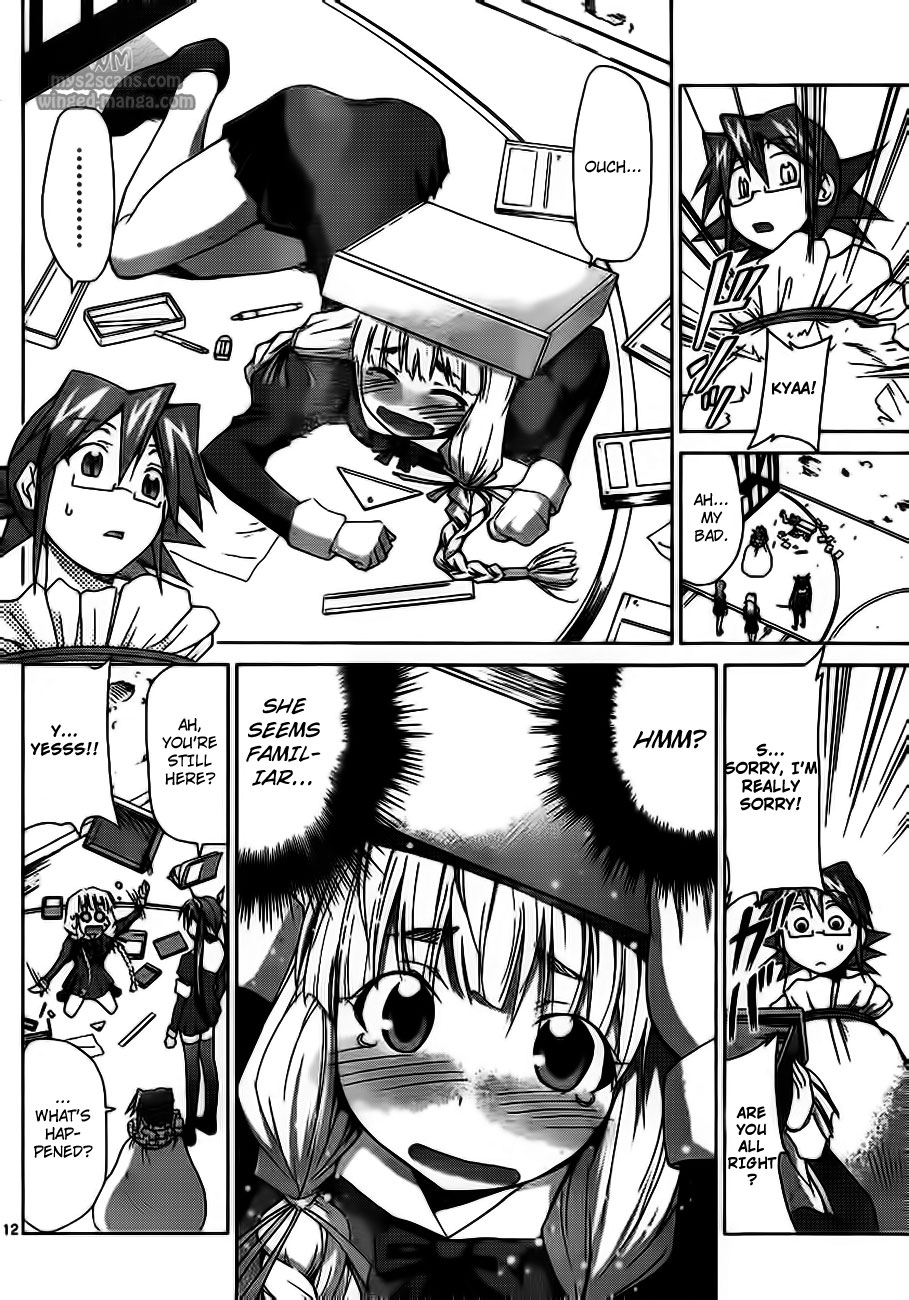 KYAA!
AH...
MY
BAD.
OUCH...
..........
S...
SORRY, I'M
REALLY
SORRY!
ARE
YOU
ALL
RIGHT
?
HMM?
SHE
SEEMS
FAMIL-
IAR...
AH,
YOU'RE
STILL
HERE?
Y...
YESSS!!
...
WHAT'S
HAP-
PENED?
12
WM
mys2scans.com
winged-manga.com